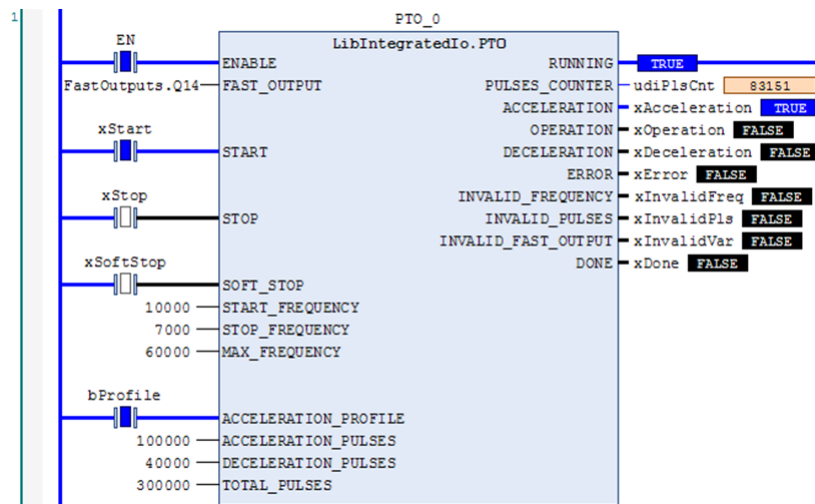 1
PTO_0
EN
LibIntegratedIo.PTO
ENABLE RUNNING TRUE
FastOutputs.Q14 FAST_OUTPUT PULSES_COUNTER udiPlsCnt 83151
ACCELERATION xAcceleration TRUE
xStart OPERATION xOperation FALSE
START DECELERATION xDeceleration FALSE
ERROR xError FALSE
xStop INVALID_FREQUENCY xInvalidFreq FALSE
STOP INVALID_PULSES xInvalidPls FALSE
INVALID_FAST_OUTPUT xInvalidVar FALSE
xSoftStop DONE xDone FALSE
SOFT_STOP
10000 START_FREQUENCY
7000 STOP_FREQUENCY
60000 MAX_FREQUENCY
bProfile
ACCELERATION_PROFILE
100000 ACCELERATION_PULSES
40000 DECELERATION_PULSES
300000 TOTAL_PULSES